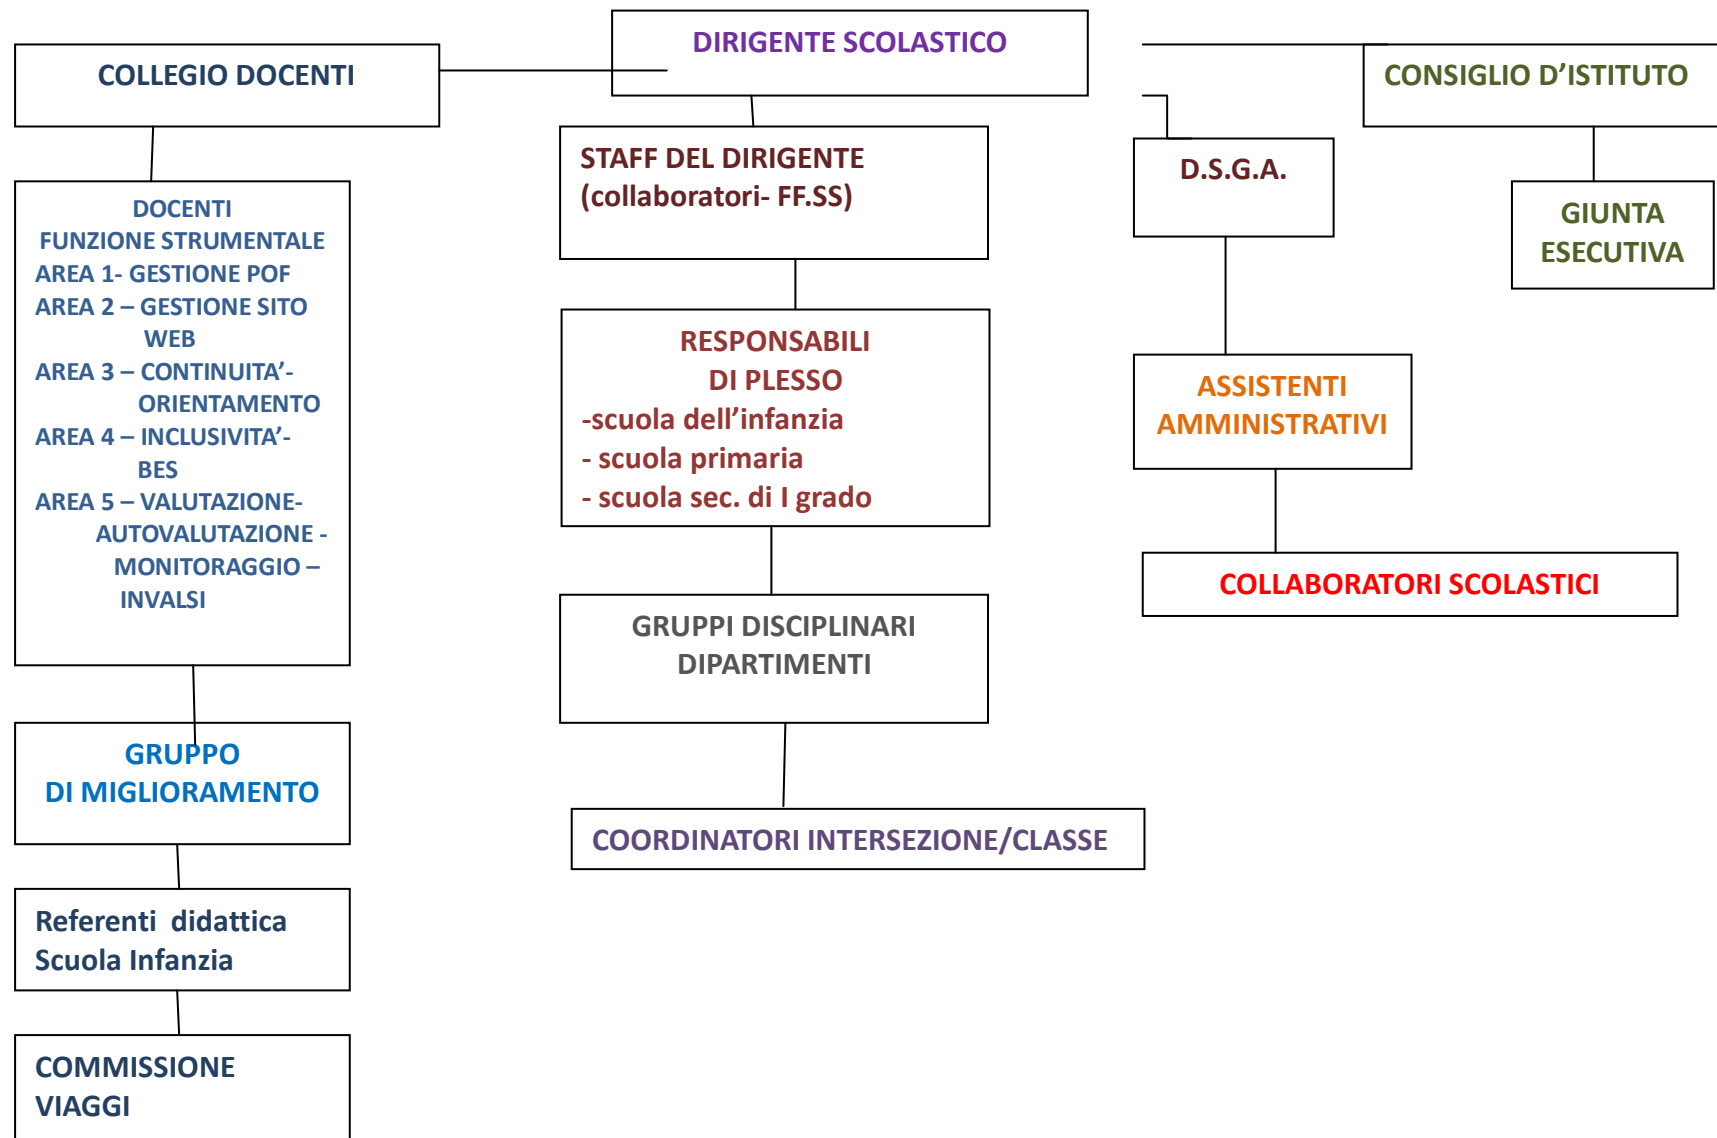 DIRIGENTE SCOLASTICO
COLLEGIO DOCENTI
CONSIGLIO D’ISTITUTO
STAFF DEL DIRIGENTE
(collaboratori- FF.SS)
D.S.G.A.
GIUNTA
ESECUTIVA
DOCENTI
FUNZIONE STRUMENTALE
AREA 1- GESTIONE POF
AREA 2 – GESTIONE SITO
WEB
AREA 3 – CONTINUITA’-
ORIENTAMENTO
AREA 4 – INCLUSIVITA’-
BES
AREA 5 – VALUTAZIONE-
AUTOVALUTAZIONE -
MONITORAGGIO –
INVALSI
RESPONSABILI
DI PLESSO
-scuola dell’infanzia
- scuola primaria
- scuola sec. di I grado
ASSISTENTI
AMMINISTRATIVI
COLLABORATORI SCOLASTICI
GRUPPI DISCIPLINARI
DIPARTIMENTI
GRUPPO
DI MIGLIORAMENTO
COORDINATORI INTERSEZIONE/CLASSE
Referenti  didattica
Scuola Infanzia
COMMISSIONE
VIAGGI